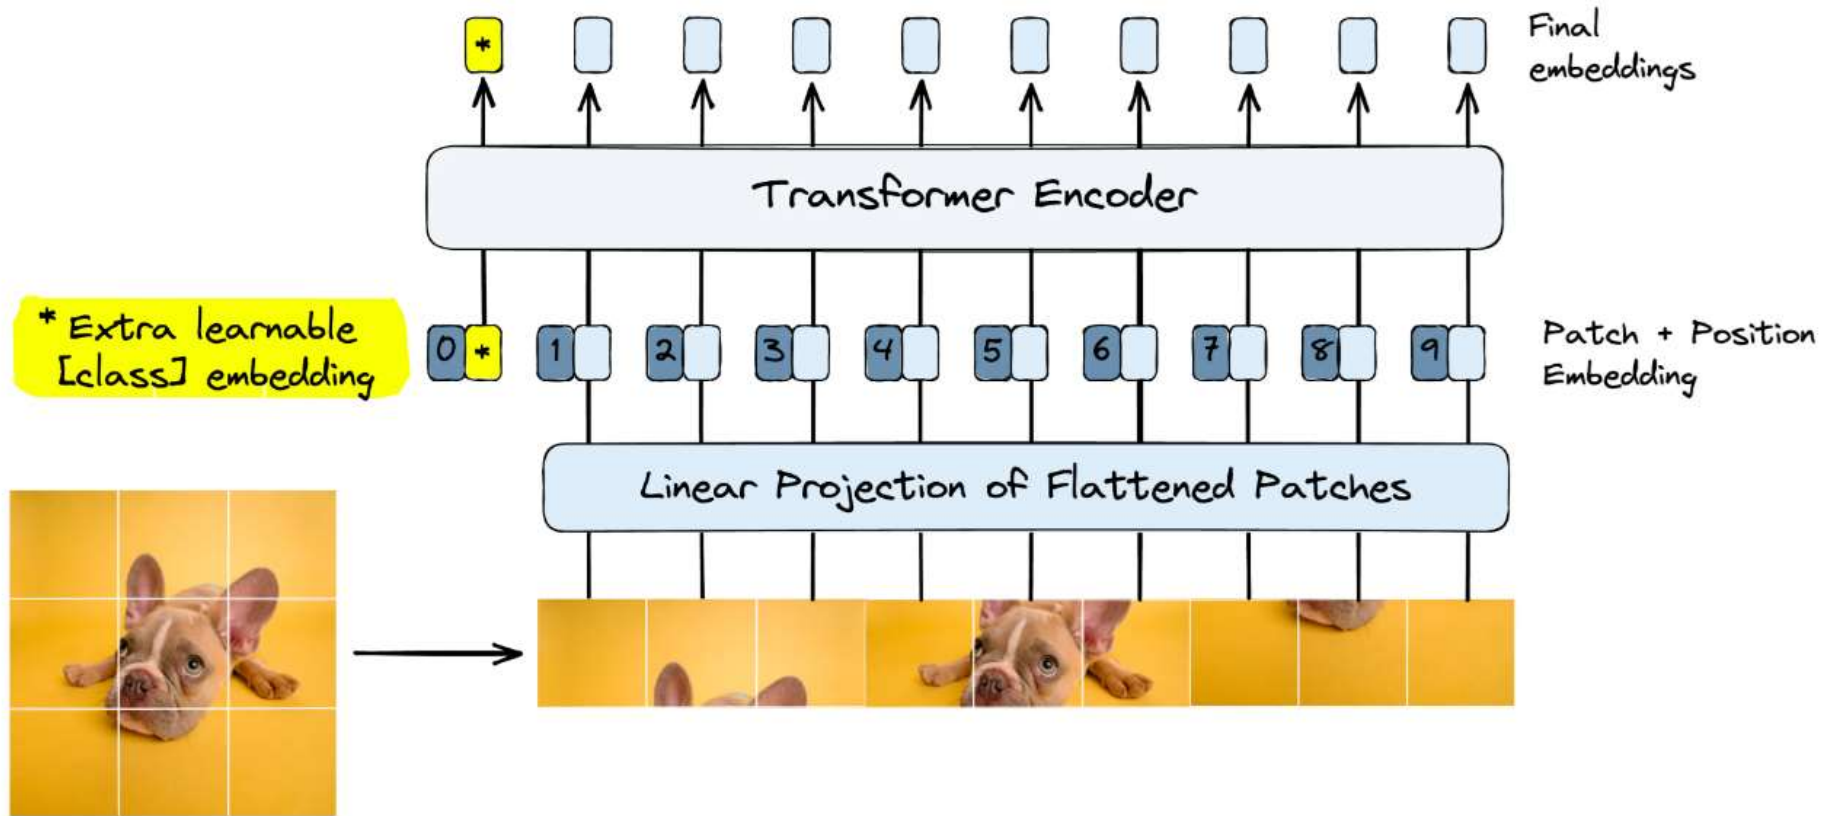 *
Final
embeddings
Transformer Encoder
* Extra learnable
[class] embedding
0 * 1 2 3 4 5 6 7 8 9
Patch + Position
Embedding
Linear Projection of Flattened Patches